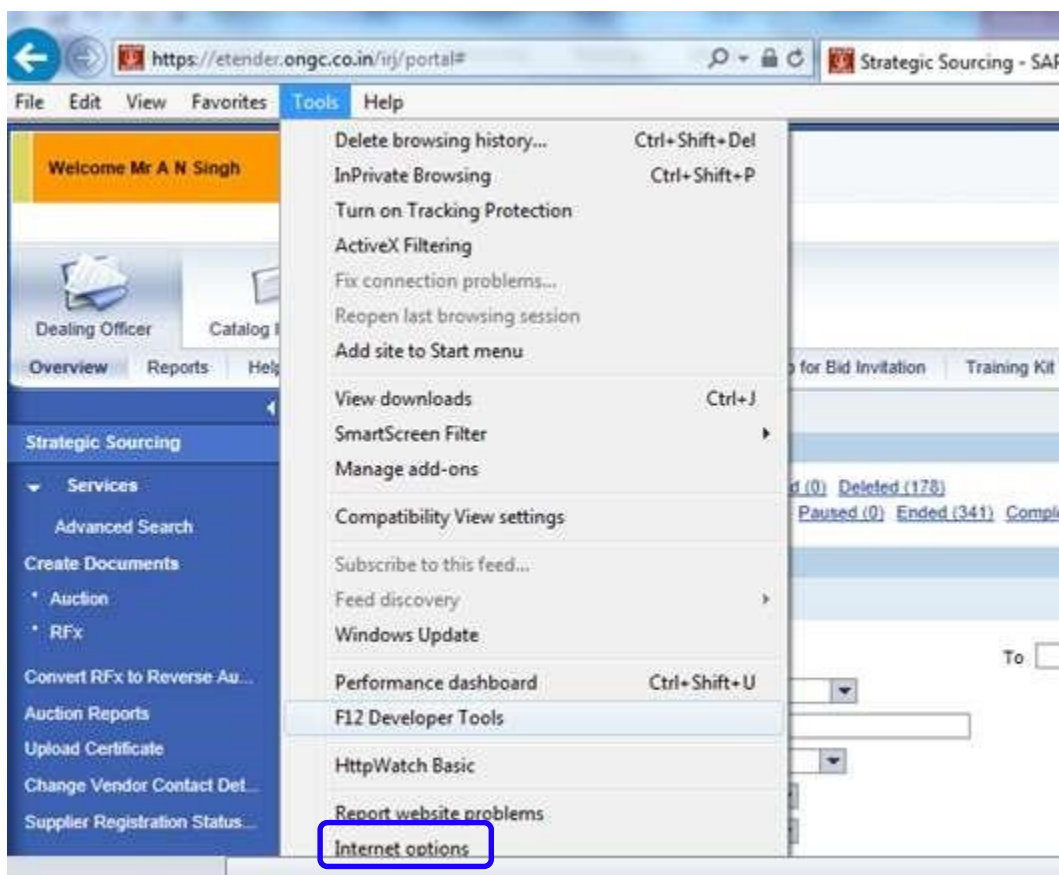 https://etender.ongc.co.in/irj/portal#
Strategic Sourcing - SAP
File Edit View Favorites Tools Help
Welcome Mr A N Singh
Delete browsing history... Ctrl+Shift+Del
InPrivate Browsing Ctrl+Shift+P
Turn on Tracking Protection
ActiveX Filtering
Fix connection problems...
Reopen last browsing session
Add site to Start menu
View downloads Ctrl+J
SmartScreen Filter
Manage add-ons
Compatibility View settings
Subscribe to this feed...
Feed discovery
Windows Update
Performance dashboard Ctrl+Shift+U
F12 Developer Tools
HttpWatch Basic
Report website problems
Internet options
Dealing Officer Catalog
Overview Reports Help
for Bid Invitation Training Kit
Strategic Sourcing
Services
Advanced Search
Create Documents
Auction
RFx
Convert RFx to Reverse Au...
Auction Reports
Upload Certificate
Change Vendor Contact Det...
Supplier Registration Status...
d (0) Deleted (178)
Paused (0) Ended (341) Comple
To